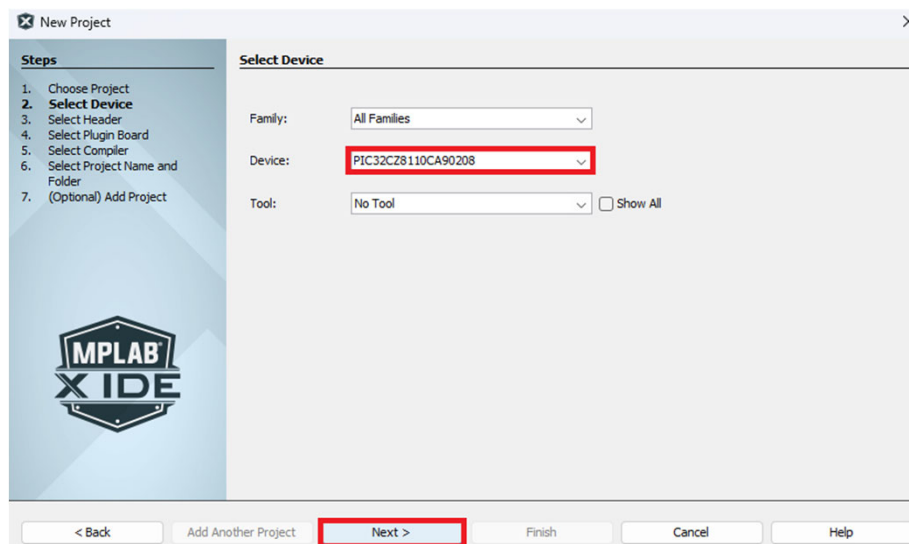 New Project
Steps
1. Choose Project
2. Select Device
3. Select Header
4. Select Plugin Board
5. Select Compiler
6. Select Project Name and
Folder
7. (Optional) Add Project
MPLAB
X IDE
Select Device
Family: All Families
Device: PIC32CZ8110CA90208
Tool: No Tool Show All
< Back Add Another Project Next > Finish Cancel Help